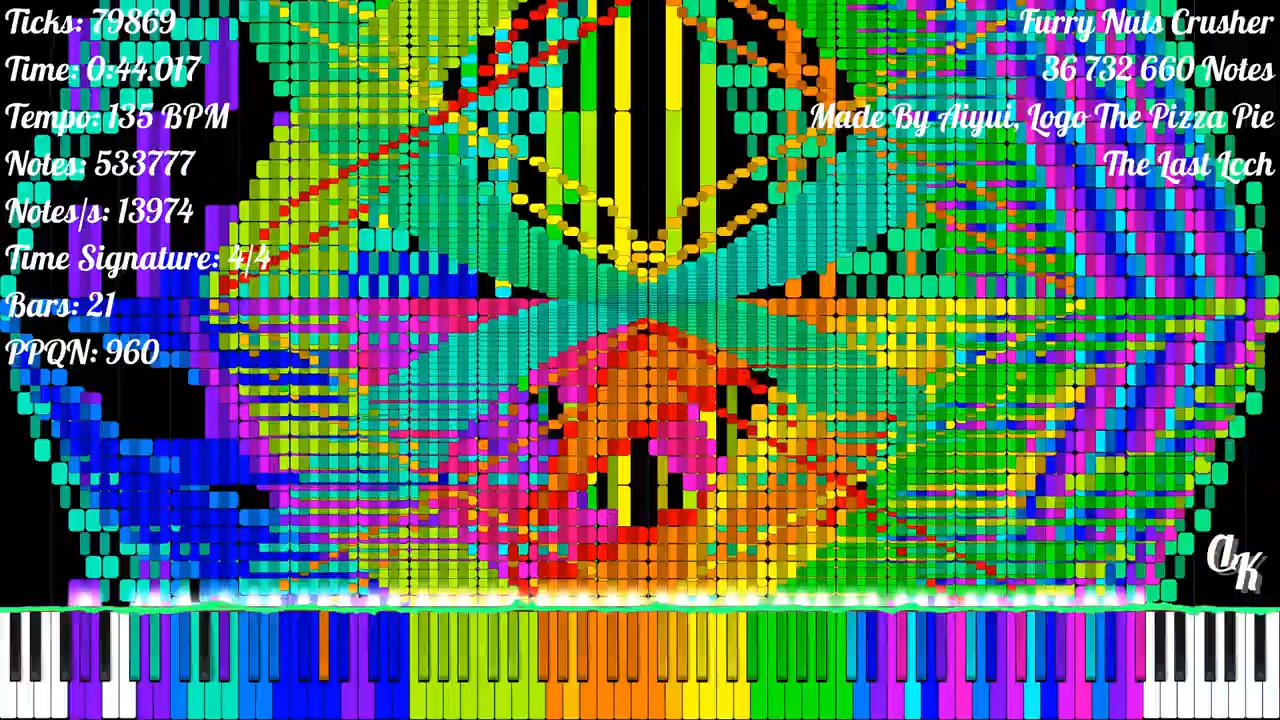 Ticks: 79869
Time: 0:44.017
Tempo: 135 BPM
Notes: 533777
Notes/s: 13974
Time Signature: 4/4
Bars: 21
PPQN: 960
Furry Nuts Crusher
36 732 660 Notes
Made By Aiyui, Logo The Pizza Pie
The Last Lcch
aK